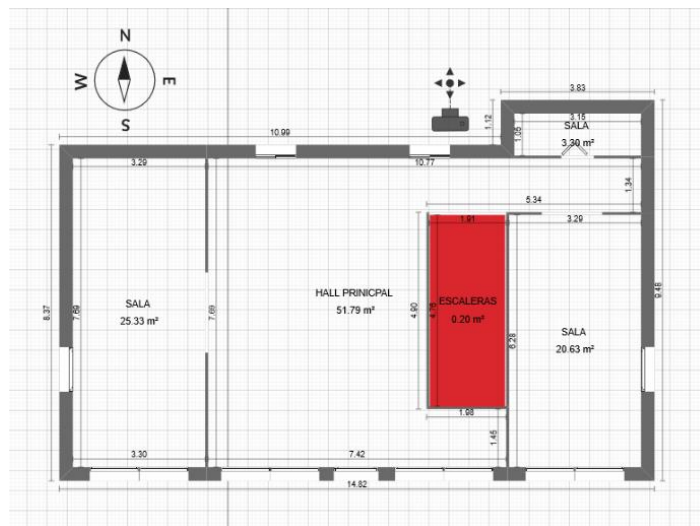 N
W
E
S
3.83
10.99
1.12
3.15
1.05
SALA
3.30 m²
3.29
10.77
1.34
5.34
1.91
3.29
8.37
7.69
SALA
25.33 m²
7.69
HALL PRINICPAL
51.79 m²
4.90
4.76
ESCALERAS
0.20 m²
6.28
SALA
20.63 m²
9.48
1.98
1.45
3.30
7.42
14.82